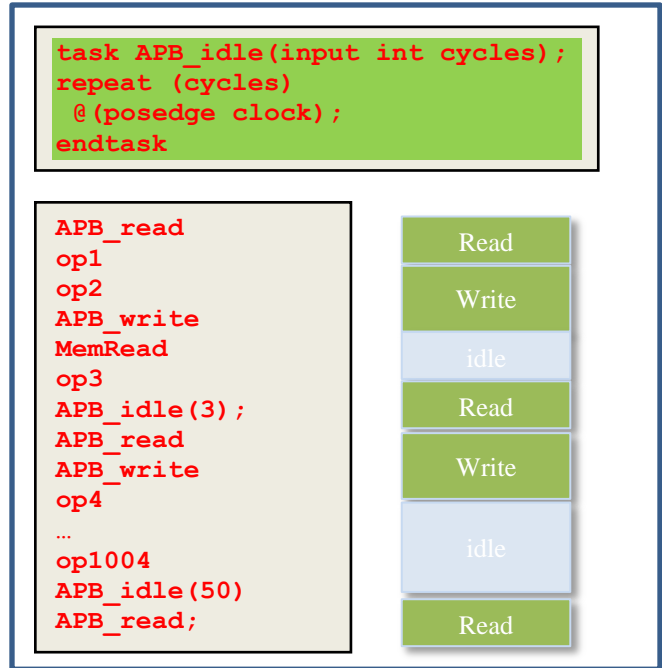 task APB_idle(input int cycles);
repeat (cycles)
@(posedge clock);
endtask
APB_read
op1
op2
APB_write
MemRead
op3
APB_idle(3);
APB_read
APB_write
op4
…
op1004
APB_idle(50)
APB_read;
Read
Write
idle
Read
Write
idle
Read